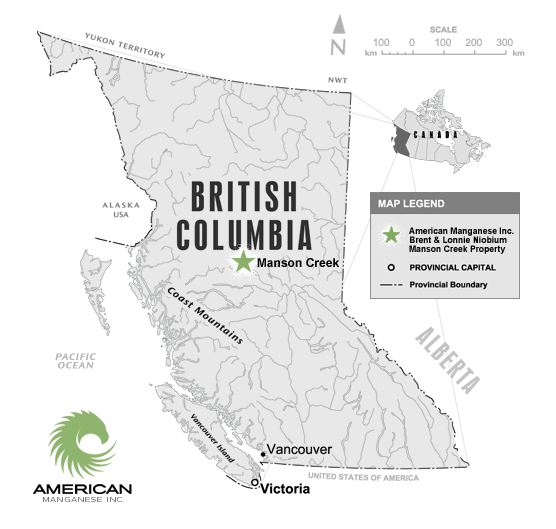 YUKON TERRITORY
N
SCALE
100 0 100 200 300
km km
NWT
CANADA
ALASKA
USA
BRITISH
COLUMBIA
Manson Creek
MAP LEGEND
American Manganese Inc.
Brent & Lonnie Niobium
Manson Creek Property
PROVINCIAL CAPITAL
Provincial Boundary
Coast Mountains
PACIFIC
OCEAN
ALBERTA
Vancouver Island
Vancouver
UNITED STATES OF AMERICA
Victoria
AMERICAN
MANGANESE INC.